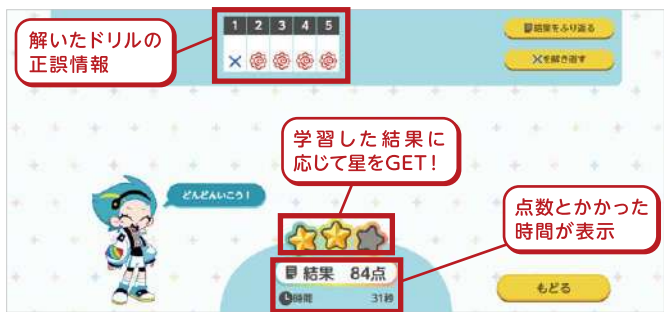 解いたドリルの
正誤情報
1 2 3 4 5
結果をふり返る
×を解き直す
学習した結果に
応じて星をGET!
どんどんいこう!
点数とかかった
時間が表示
結果 84点
時間 31秒
もどる